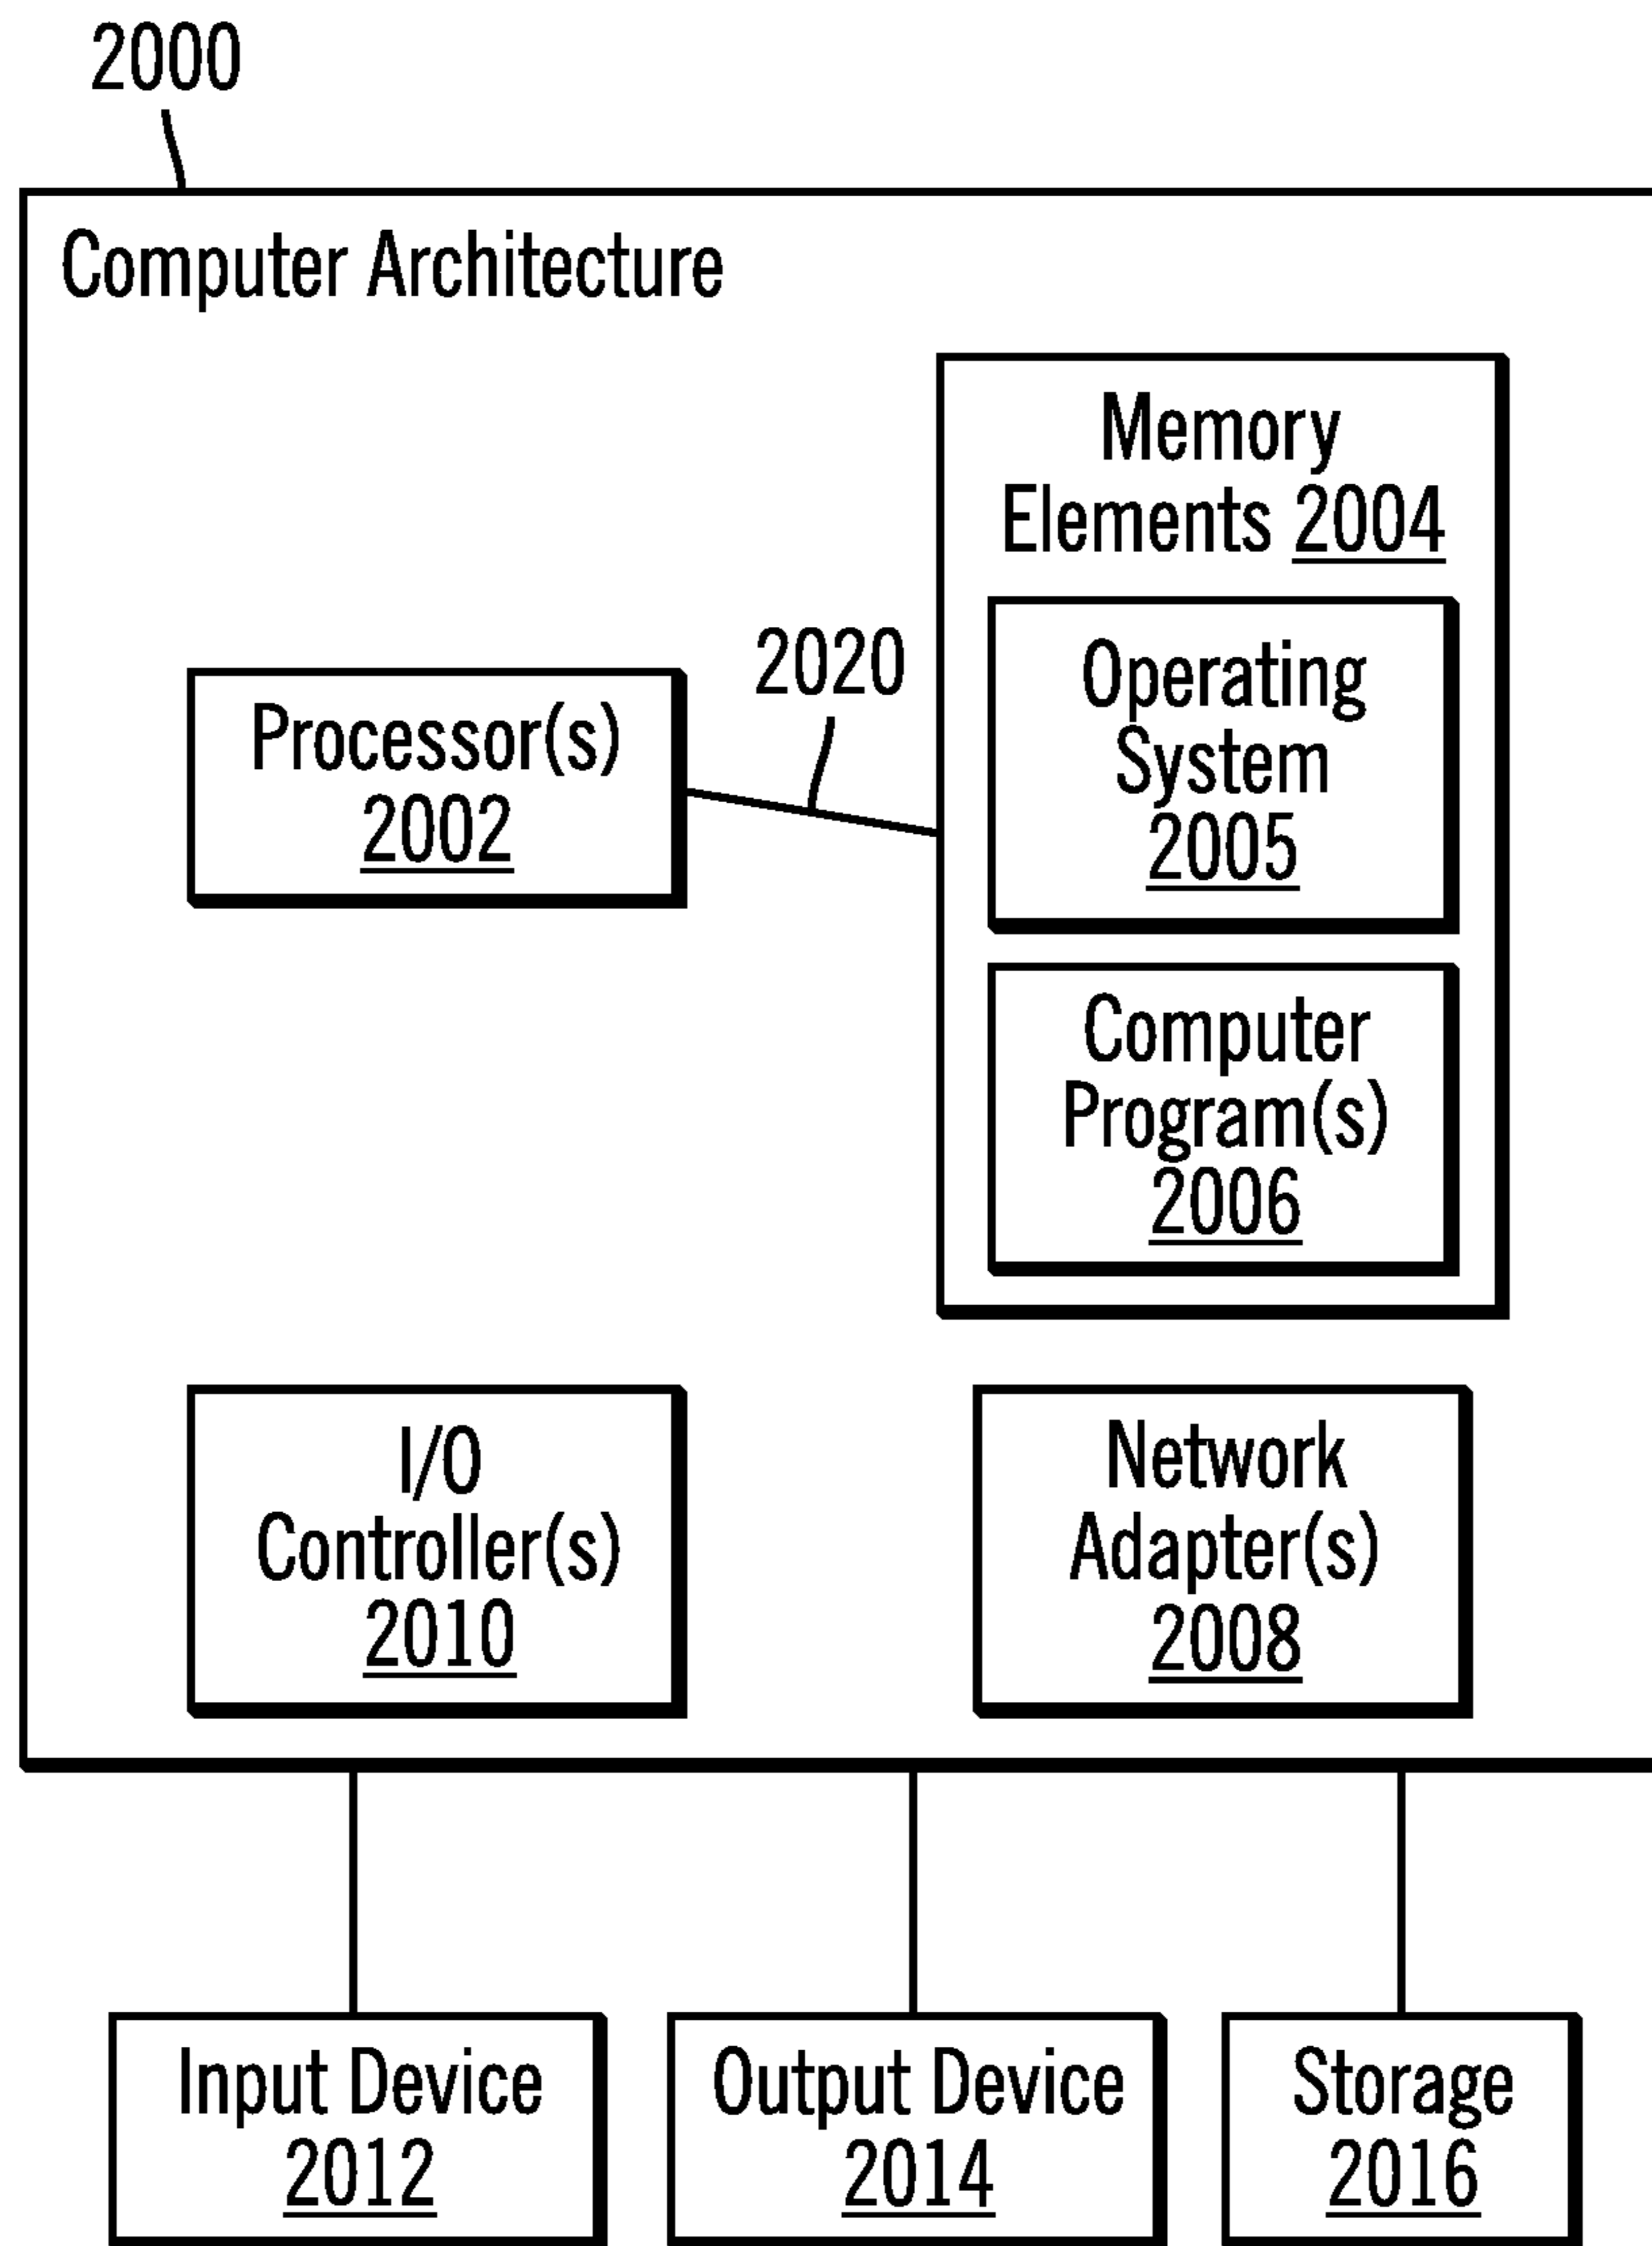 2000
Computer Architecture
Memory
Elements 2004
Operating
System
2005
2020
Processor(s)
2002
Computer
Program(s)
2006
I/O
Controller(s)
2010
Network
Adapter(s)
2008
Input Device
2012
Output Device
2014
Storage
2016